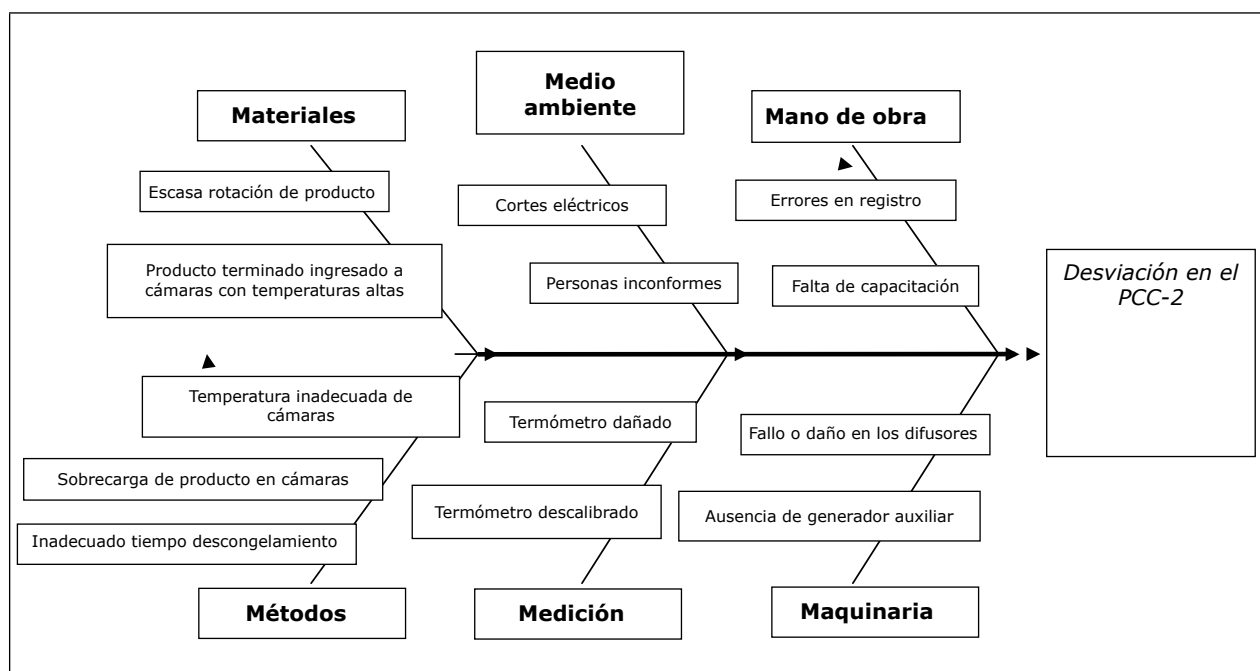 Medio
ambiente
Materiales
Mano de obra
Escasa rotación de producto
Cortes eléctricos
Errores en registro
Producto terminado ingresado a
cámaras con temperaturas altas
Personas inconformes
Falta de capacitación
Desviación en el
PCC-2
Temperatura inadecuada de
cámaras
Termómetro dañado
Fallo o daño en los difusores
Sobrecarga de producto en cámaras
Termómetro descalibrado
Ausencia de generador auxiliar
Inadecuado tiempo descongelamiento
Métodos
Medición
Maquinaria